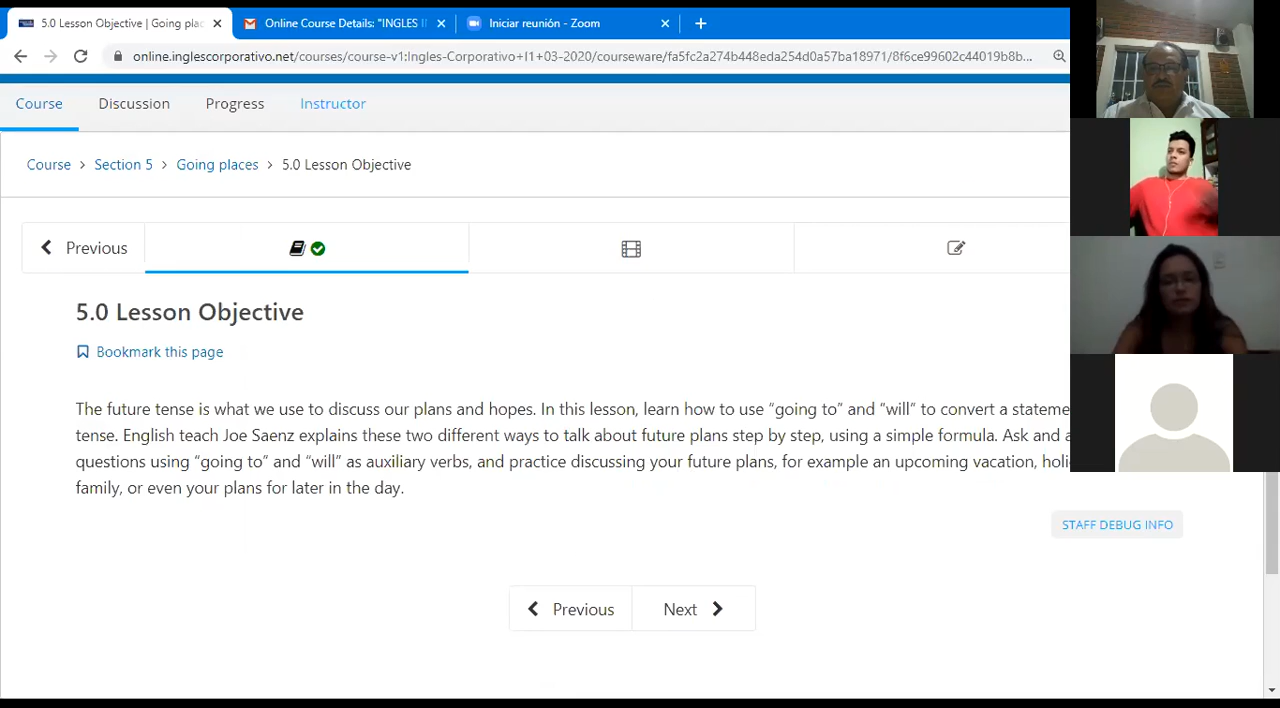 5.0 Lesson Objective | Going plac
Online Course Details: "INGLES I
Iniciar reunión - Zoom
online.inglescorporativo.net/courses/course-v1:Ingles-Corporativo+I1+03-2020/courseware/fa5fc2a274b448eda254d0a57ba18971/8f6ce99602c44019b8b...
Course Discussion Progress Instructor
Course > Section 5 > Going places > 5.0 Lesson Objective
Previous
5.0 Lesson Objective
Bookmark this page
The future tense is what we use to discuss our plans and hopes. In this lesson, learn how to use “going to” and “will” to convert a stateme
tense. English teach Joe Saenz explains these two different ways to talk about future plans step by step, using a simple formula. Ask and a
questions using “going to” and “will” as auxiliary verbs, and practice discussing your future plans, for example an upcoming vacation, holi
family, or even your plans for later in the day.
STAFF DEBUG INFO
Previous Next